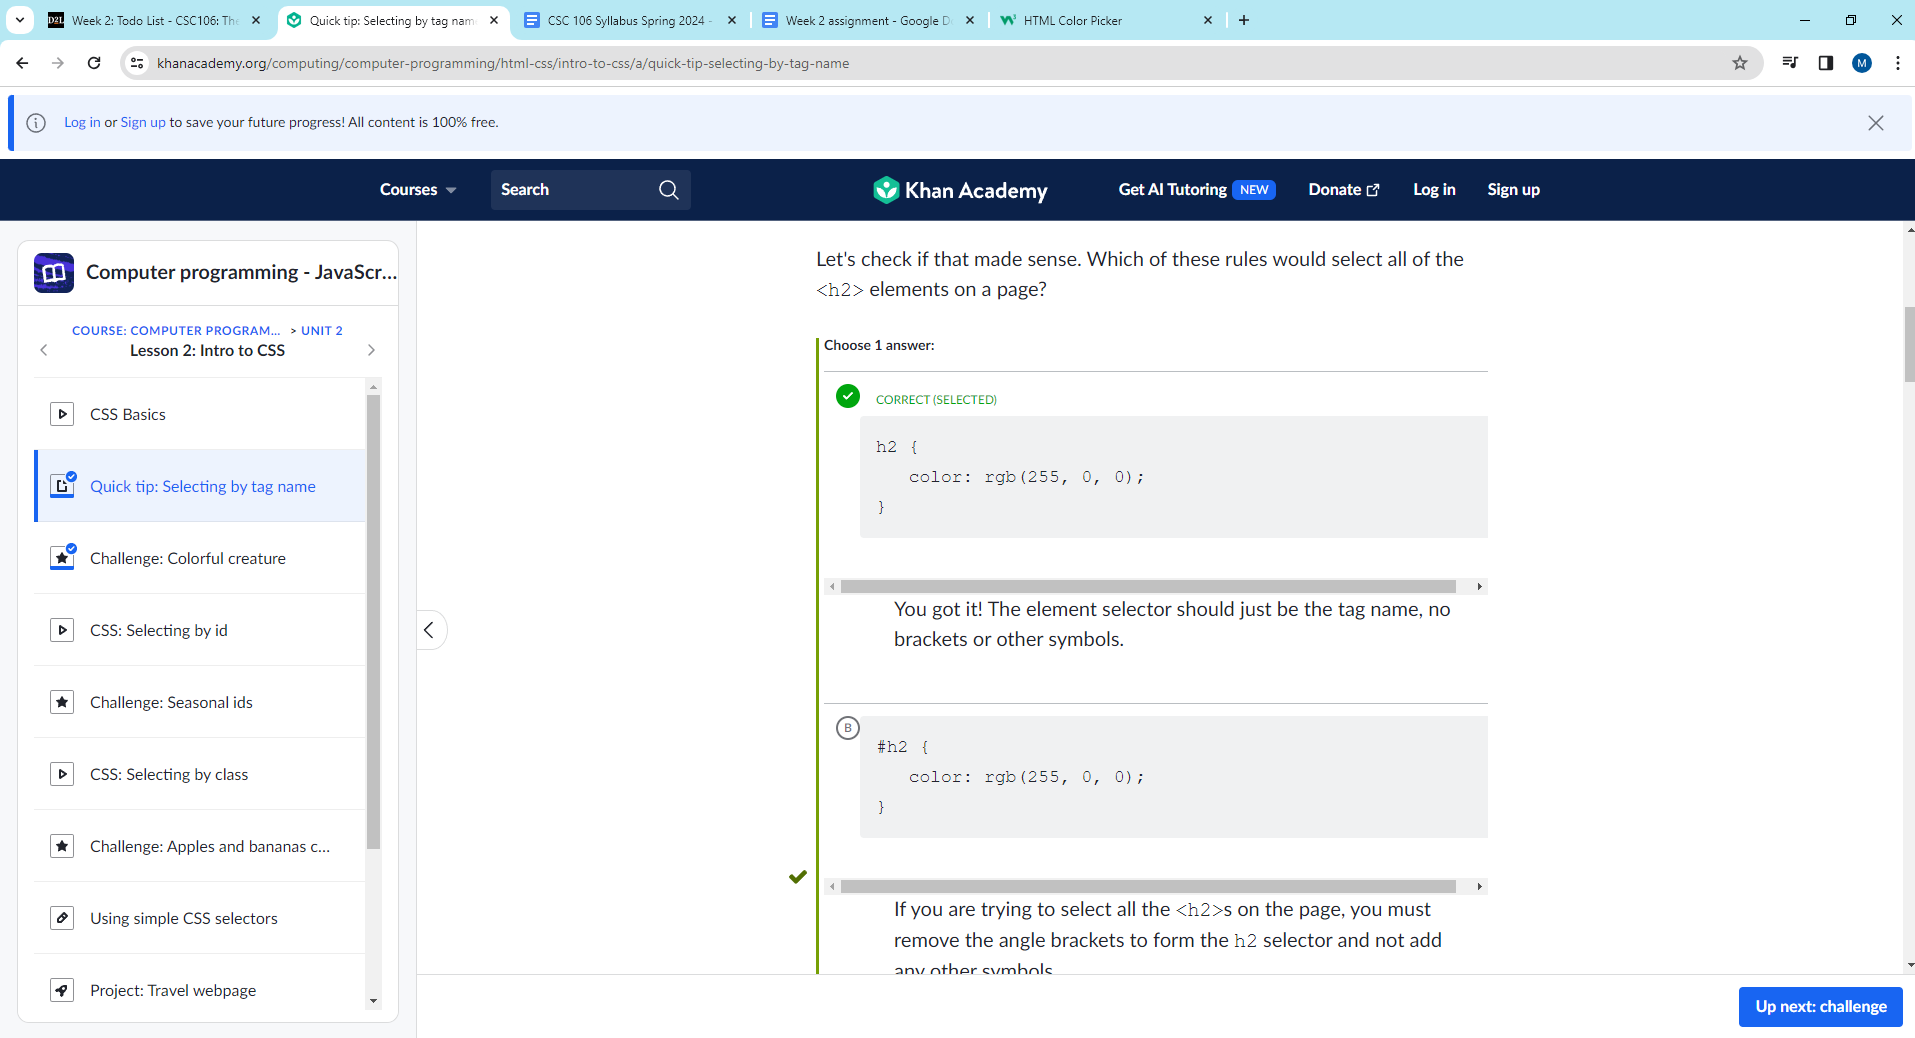 D2L Week 2: Todo List - CSC106: Th
Quick tip: Selecting by tag nam
CSC 106 Syllabus Spring 2024 -
Week 2 assignment - Google D
HTML Color Picker
khanacademy.org/computing/computer-programming/html-css/intro-to-css/a/quick-tip-selecting-by-tag-name
M
Log in or Sign up to save your future progress! All content is 100% free.
Courses
Search
Khan Academy
Get AI Tutoring NEW
Donate
Log in
Sign up
Computer programming - JavaScr...
COURSE: COMPUTER PROGRAM... > UNIT 2
Lesson 2: Intro to CSS
CSS Basics
Quick tip: Selecting by tag name
Challenge: Colorful creature
CSS: Selecting by id
Challenge: Seasonal ids
CSS: Selecting by class
Challenge: Apples and bananas c...
Using simple CSS selectors
Project: Travel webpage
Let's check if that made sense. Which of these rules would select all of the
<h2> elements on a page?
Choose 1 answer:
CORRECT (SELECTED)
h2 {
color: rgb(255, 0, 0);
}
You got it! The element selector should just be the tag name, no
brackets or other symbols.
B
#h2 {
color: rgb(255, 0, 0);
}
If you are trying to select all the <h2>s on the page, you must
remove the angle brackets to form the h2 selector and not add
any other symbols
Up next: challenge